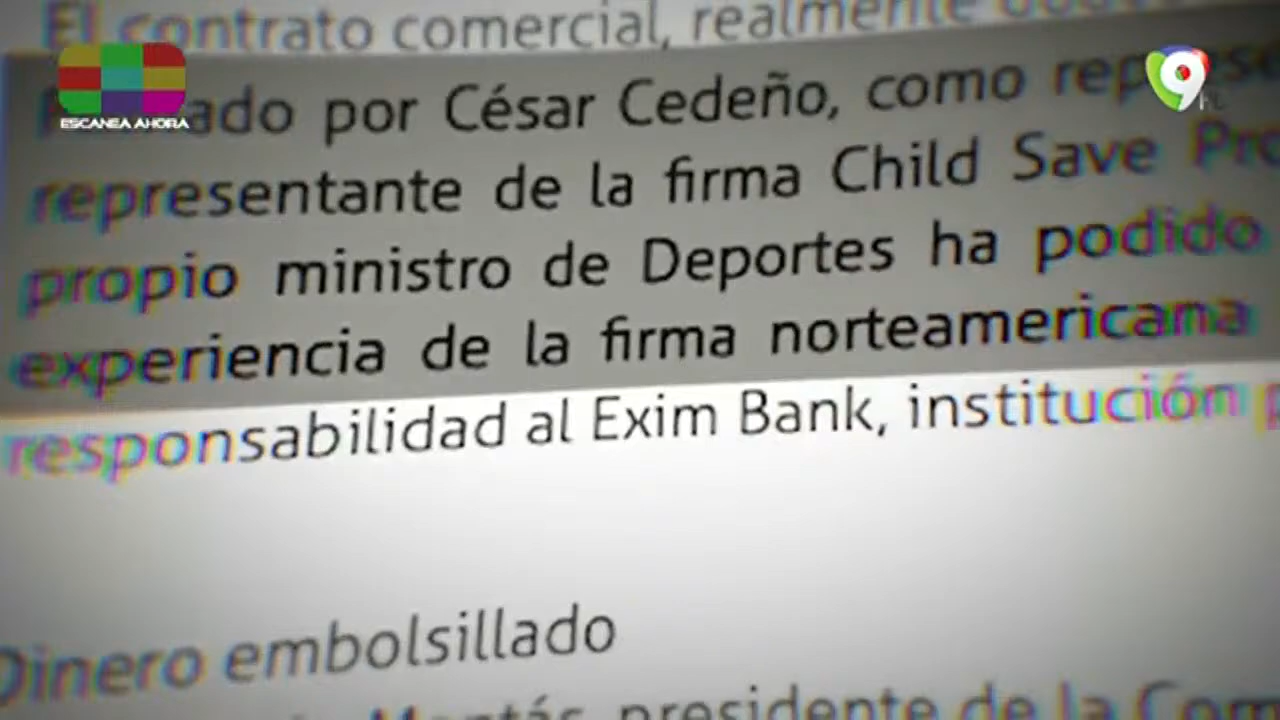 El contrato comercial, realmente
por César Cedeño, como
ESCANEA AHORA
9
representante de la firma Child Save
propio ministro de Deportes ha podido
experiencia de la firma norteamericana
responsabilidad al Exim Bank, institución
Dinero embolsillado
presidente de la